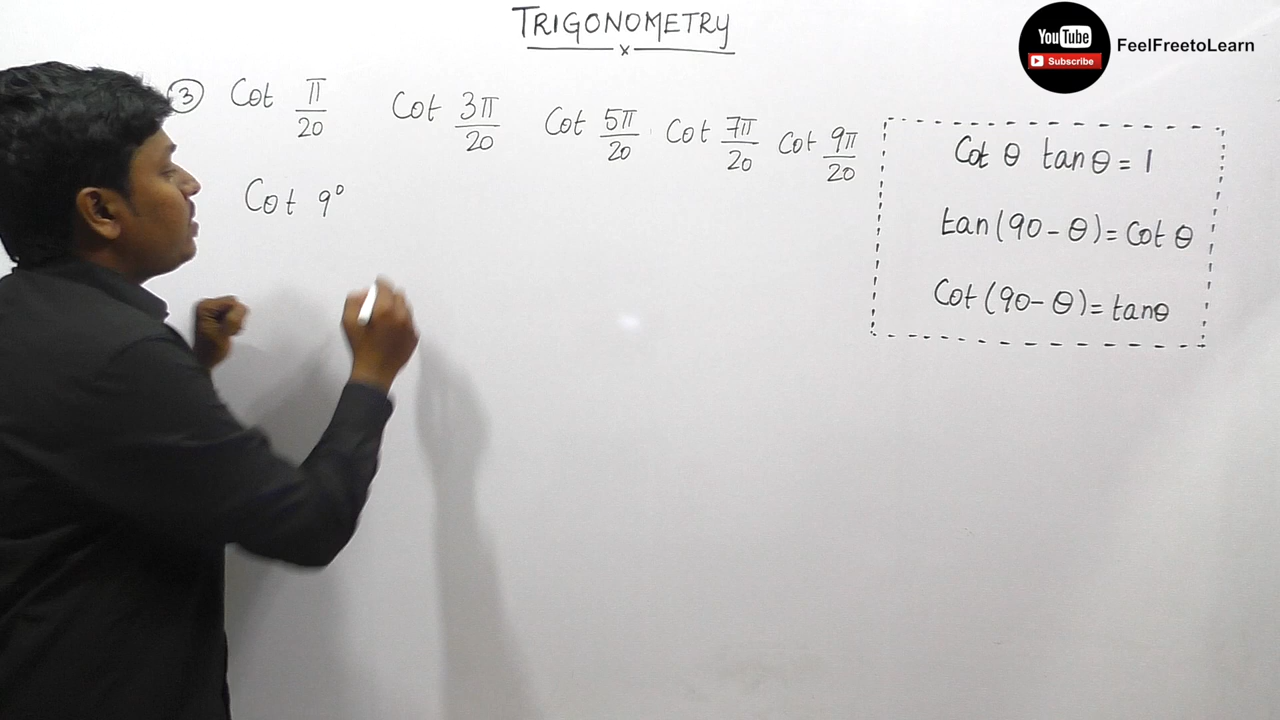 TRIGONOMETRY
x
YouTube
Subscribe
FeelFreetoLearn
3 Cot π/20 Cot 3π/20 Cot 5π/20 . Cot 7π/20 Cot 9π/20
Cot 9°
Cot θ tan θ = 1
tan(90 - θ) = Cot θ
Cot (90 - θ) = tanθ